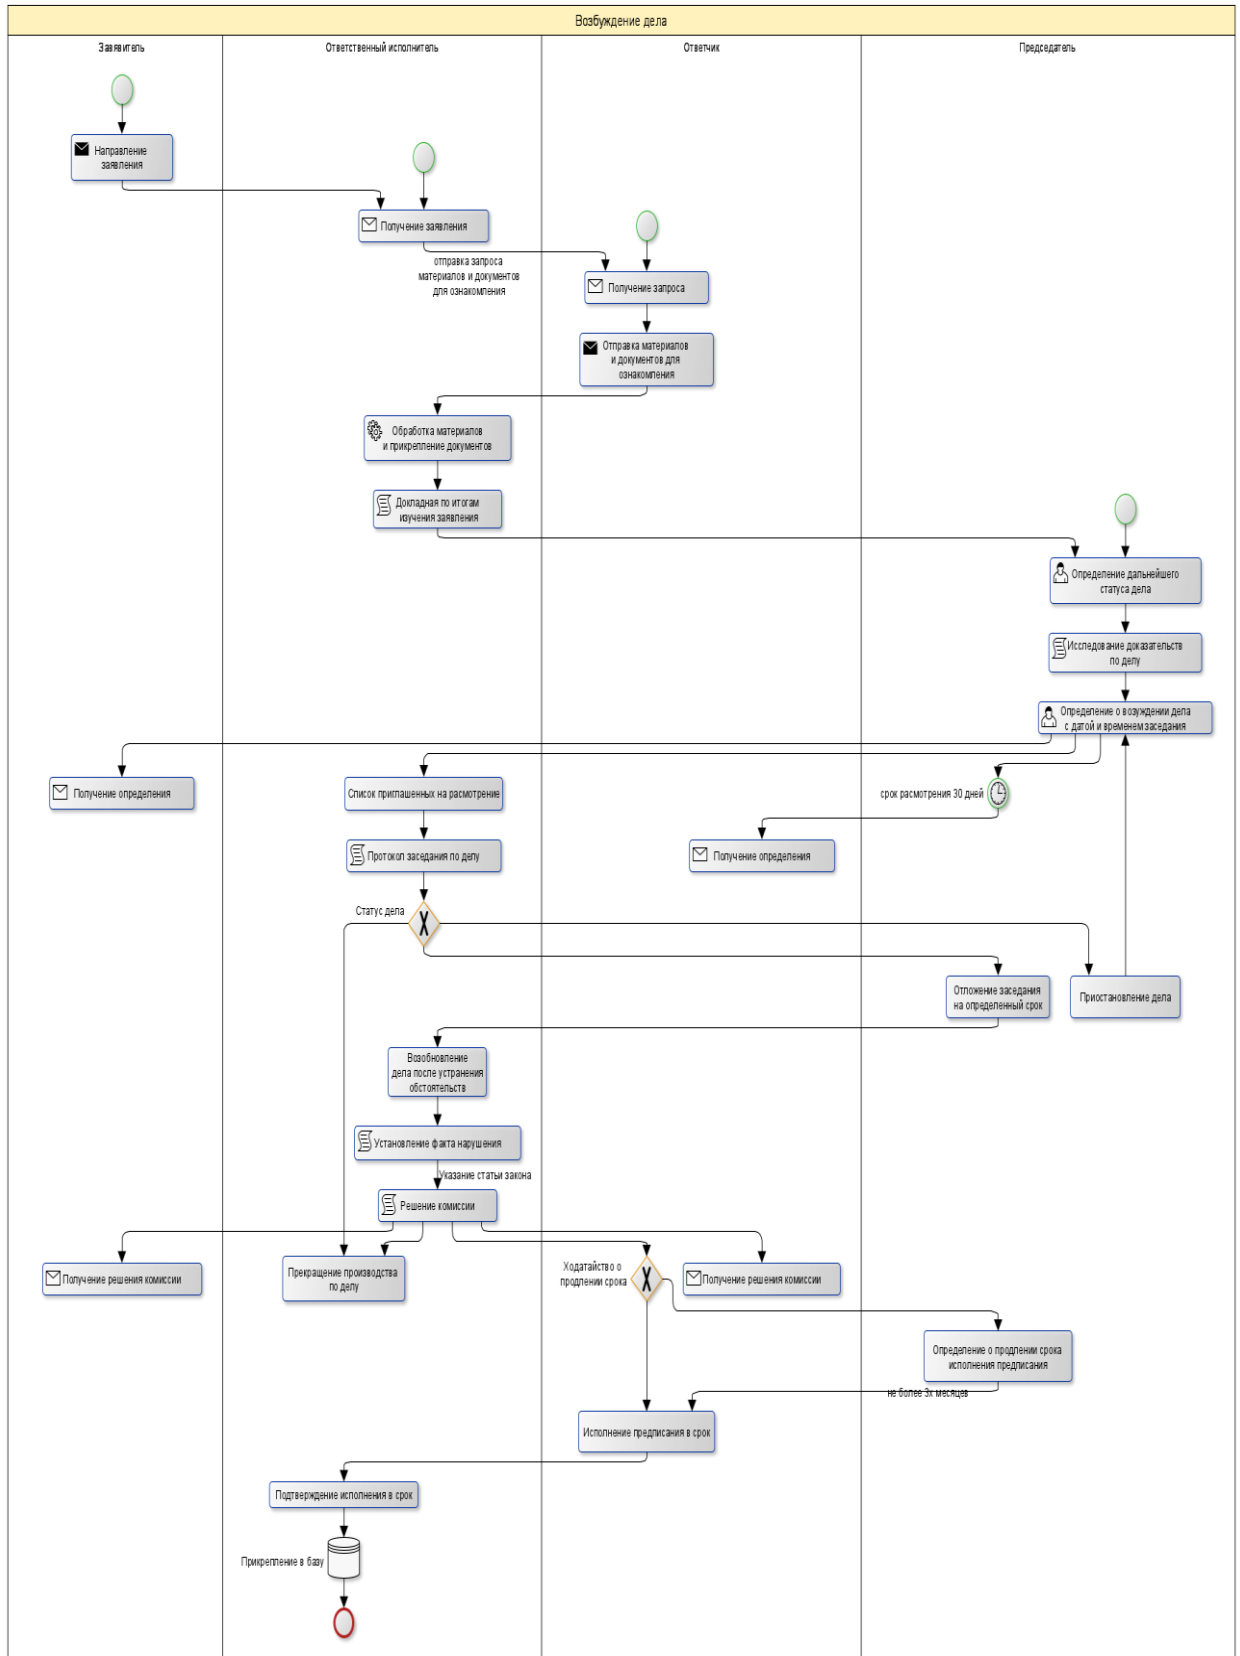 Возбуждение дела
Заявитель
Ответственный исполнитель
Ответчик
Председатель
Направление
заявления
Получение заявления
отправка запроса
материалов и документов
для ознакомления
Получение запроса
Отправка материалов
и документов для
ознакомления
Обработка материалов
и прикрепление документов
Докладная по итогам
изучения заявления
Определение дальнейшего
статуса дела
Исследование доказательств
по делу
Определение о возуждении дела
с датой и временем заседания
Получение определения
Список приглашенных на расмотрение
срок расмотрения 30 дней
Протокол заседания по делу
Получение определения
Статус дела
Отложение заседания
на определенный срок
Приостановление дела
Возобновление
дела после устранения
обстоятельств
Установление факта нарушения
Указание статьи закона
Решение комиссии
Получение решения комиссии
Прекращение производства
по делу
Ходатайство о
продлении срока
Получение решения комиссии
Определение о продлении срока
исполнения предписания
не более 3х месяцев
Исполнение предписания в срок
Подтверждение исполнения в срок
Прикрепление в базу